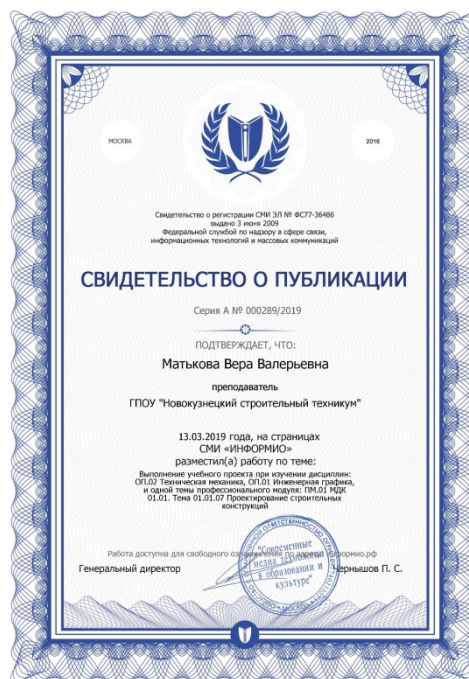 МОСКВА
2016
Свидетельство о регистрации СМИ ЭЛ № ФС77-36486
выдано 3 июня 2009
Федеральной службой по надзору в сфере связи,
информационных технологий и массовых коммуникаций
СВИДЕТЕЛЬСТВО О ПУБЛИКАЦИИ
Серия А № 000289/2019
ПОДТВЕРЖДАЕТ, ЧТО:
Матькова Вера Валерьевна
преподаватель
ГПОУ "Новокузнецкий строительный техникум"
13.03.2019 года, на страницах
СМИ «ИНФОРМИО»
разместил(а) работу по теме:
Выполнение учебного проекта при изучении дисциплин:
ОП.02 Техническая механика, ОП.01 Инженерная графика,
и одной темы профессионального модуля: ПМ.01 МДК
01.01. Тема 01.01.07 Проектирование строительных
конструкций
Работа доступна для свободного ознакомления по адресу информио.рф
Генеральный директор
Чернышов П. С.
"Современные
медиа технологии
в образовании и
культуре"